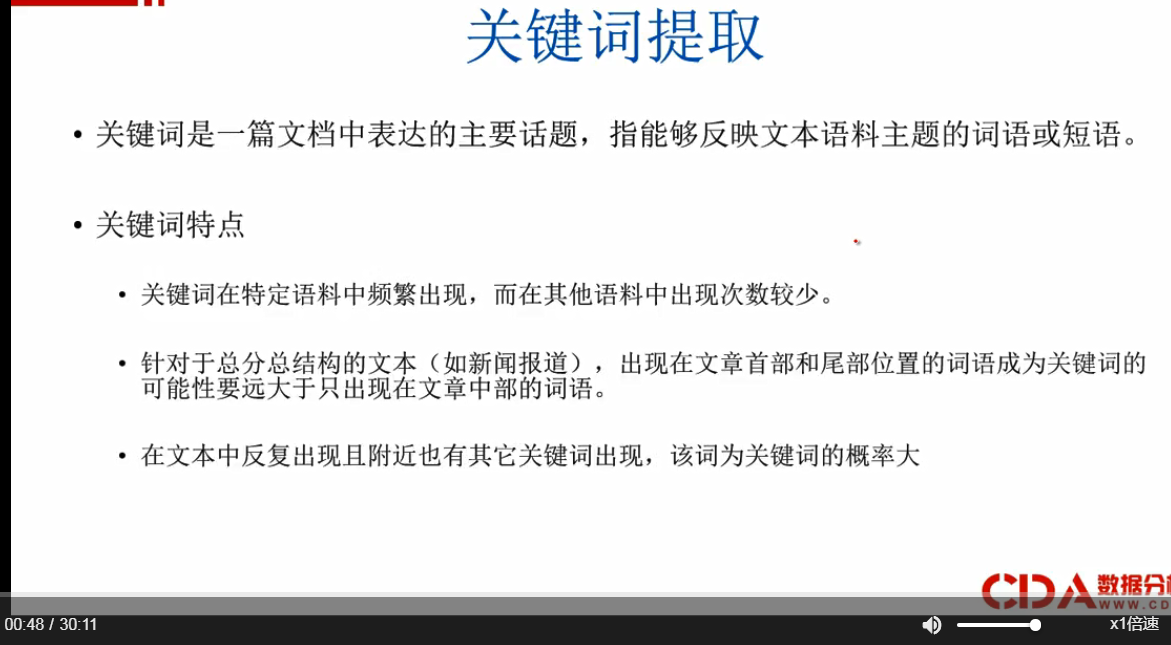 关键词提取
• 关键词是一篇文档中表达的主要话题，指能够反映文本语料主题的词语或短语。
• 关键词特点
• 关键词在特定语料中频繁出现，而在其他语料中出现次数较少。
• 针对于总分总结构的文本（如新闻报道），出现在文章首部和尾部位置的词语成为关键词的
可能性要远大于只出现在文章中部的词语。
• 在文本中反复出现且附近也有其它关键词出现，该词为关键词的概率大
CDA 数据分析
WWW.CD
00:48 / 30:11
x1倍速